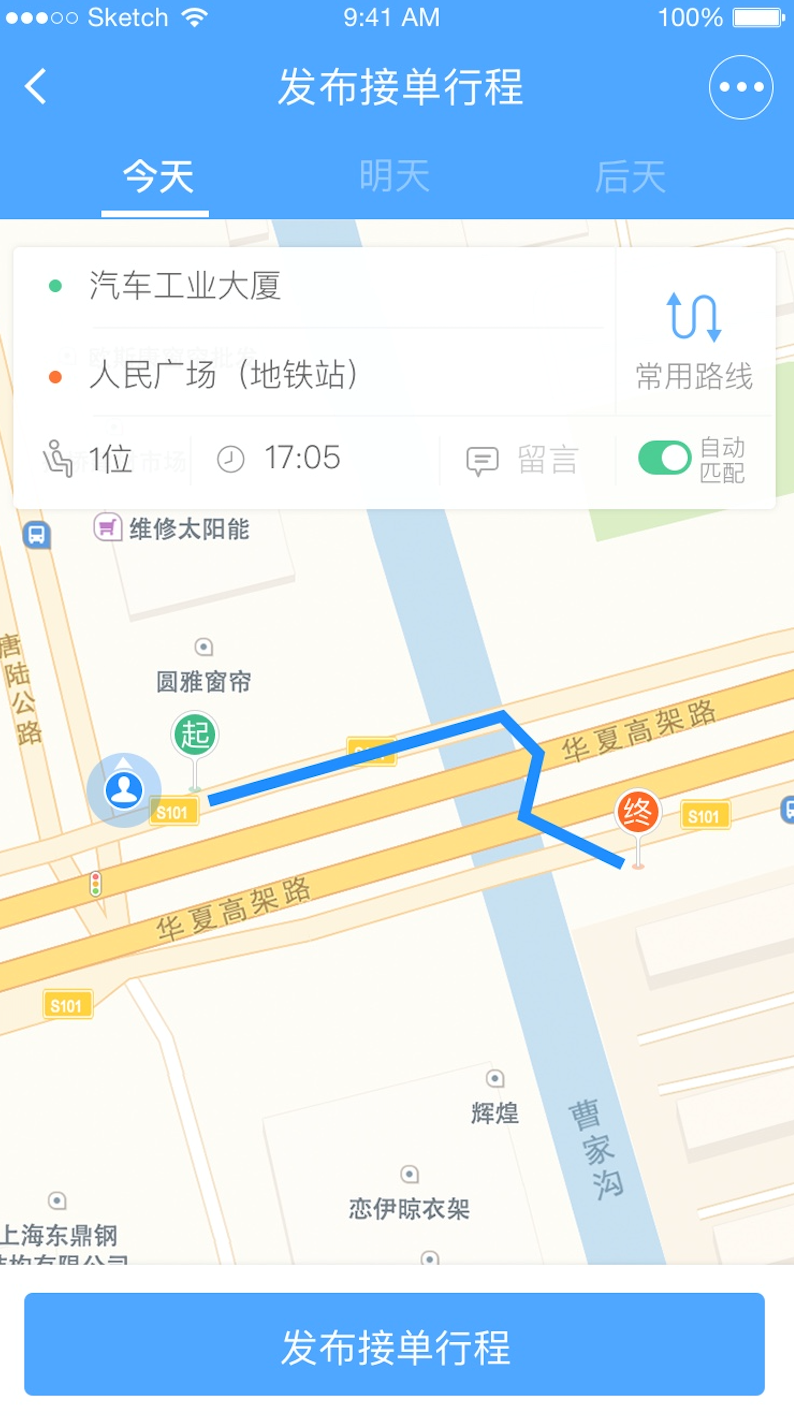 Sketch 9:41 AM 100%
发布接单行程
今天 明天 后天
汽车工业大厦
人民广场（地铁站）
常用路线
1位 17:05 留言 自动
匹配
维修太阳能
唐陆公路
圆雅窗帘
起
华夏高架路
S101
终
S101
华夏高架路
S101
辉煌
曹家沟
恋伊晾衣架
上海东鼎钢
发布接单行程